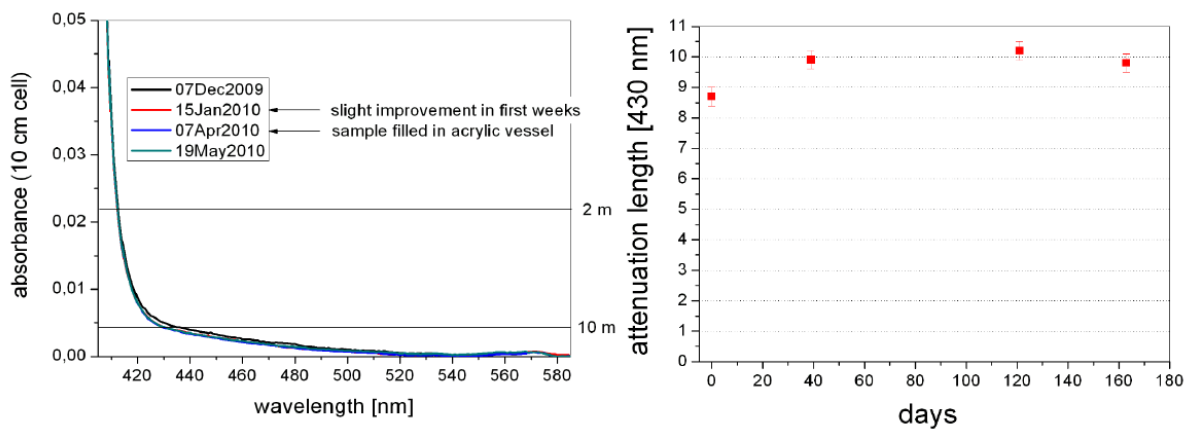 0,05
0,04
0,03
0,02
0,01
0,00
absorbance (10 cm cell)
07Dec2009
15Jan2010 slight improvement in first weeks
07Apr2010 sample filled in acrylic vessel
19May2010
2 m
10 m
420 440 460 480 500 520 540 560 580
wavelength [nm]
11
10
9
8
7
6
5
4
3
2
1
0
attenuation length [430 nm]
0 20 40 60 80 100 120 140 160 180
days